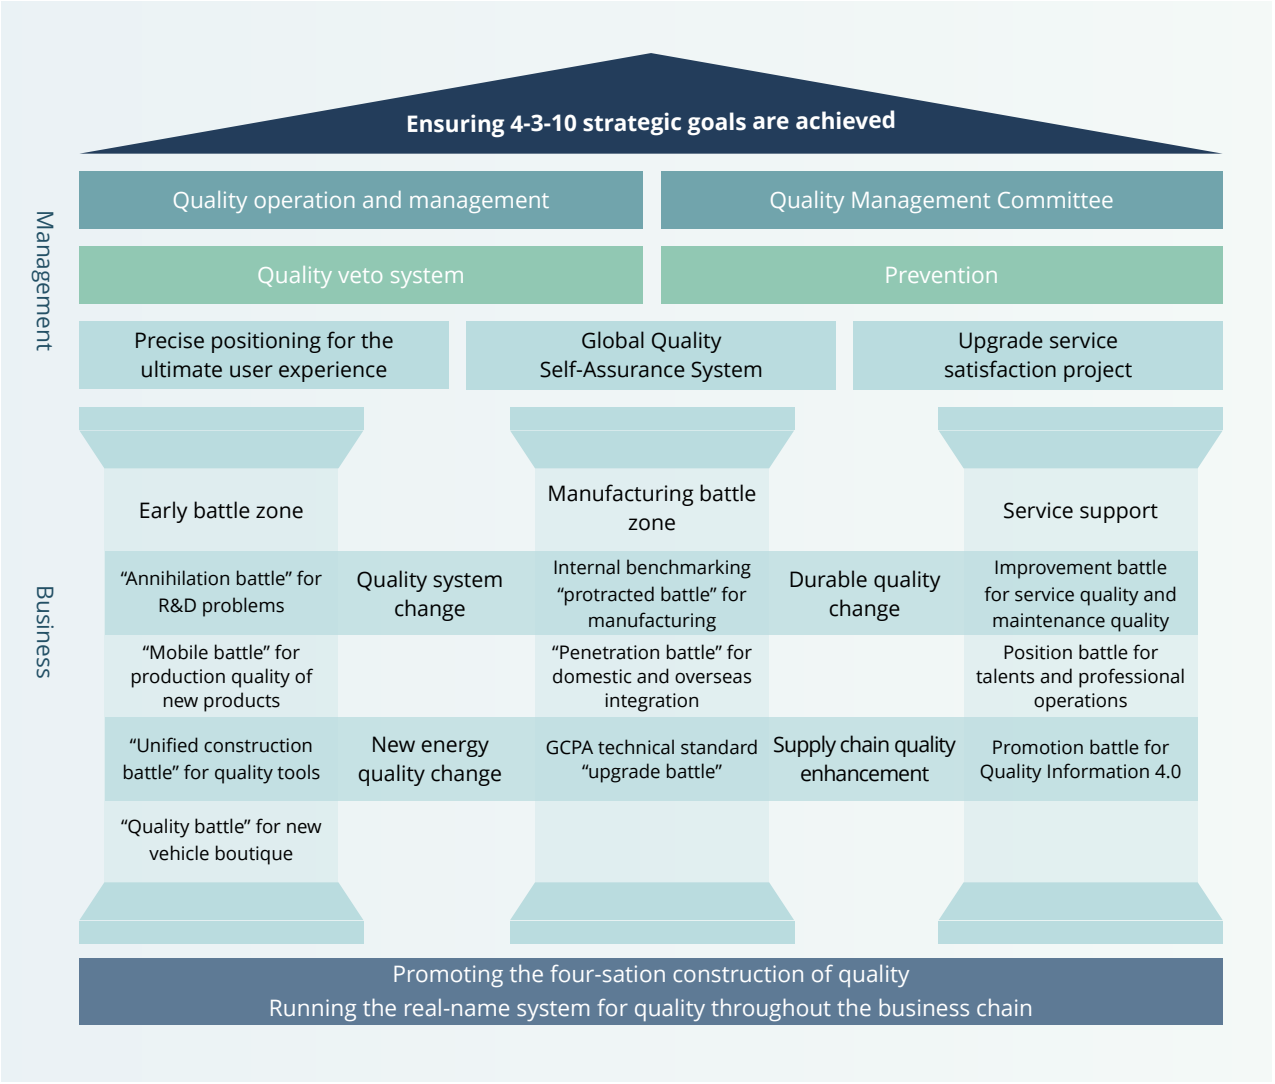 Ensuring 4-3-10 strategic goals are achieved
Management
Quality operation and management
Quality Management Committee
Quality veto system
Prevention
Precise positioning for the
ultimate user experience
Global Quality
Self-Assurance System
Upgrade service
satisfaction project
Business
Early battle zone
Manufacturing battle
zone
Service support
“Annihilation battle” for
R&D problems
Quality system
change
Internal benchmarking
“protracted battle” for
manufacturing
Durable quality
change
Improvement battle
for service quality and
maintenance quality
“Mobile battle” for
production quality of
new products
“Penetration battle” for
domestic and overseas
integration
Position battle for
talents and professional
operations
“Unified construction
battle” for quality tools
New energy
quality change
GCPA technical standard
“upgrade battle”
Supply chain quality
enhancement
Promotion battle for
Quality Information 4.0
“Quality battle” for new
vehicle boutique
Promoting the four-sation construction of quality
Running the real-name system for quality throughout the business chain